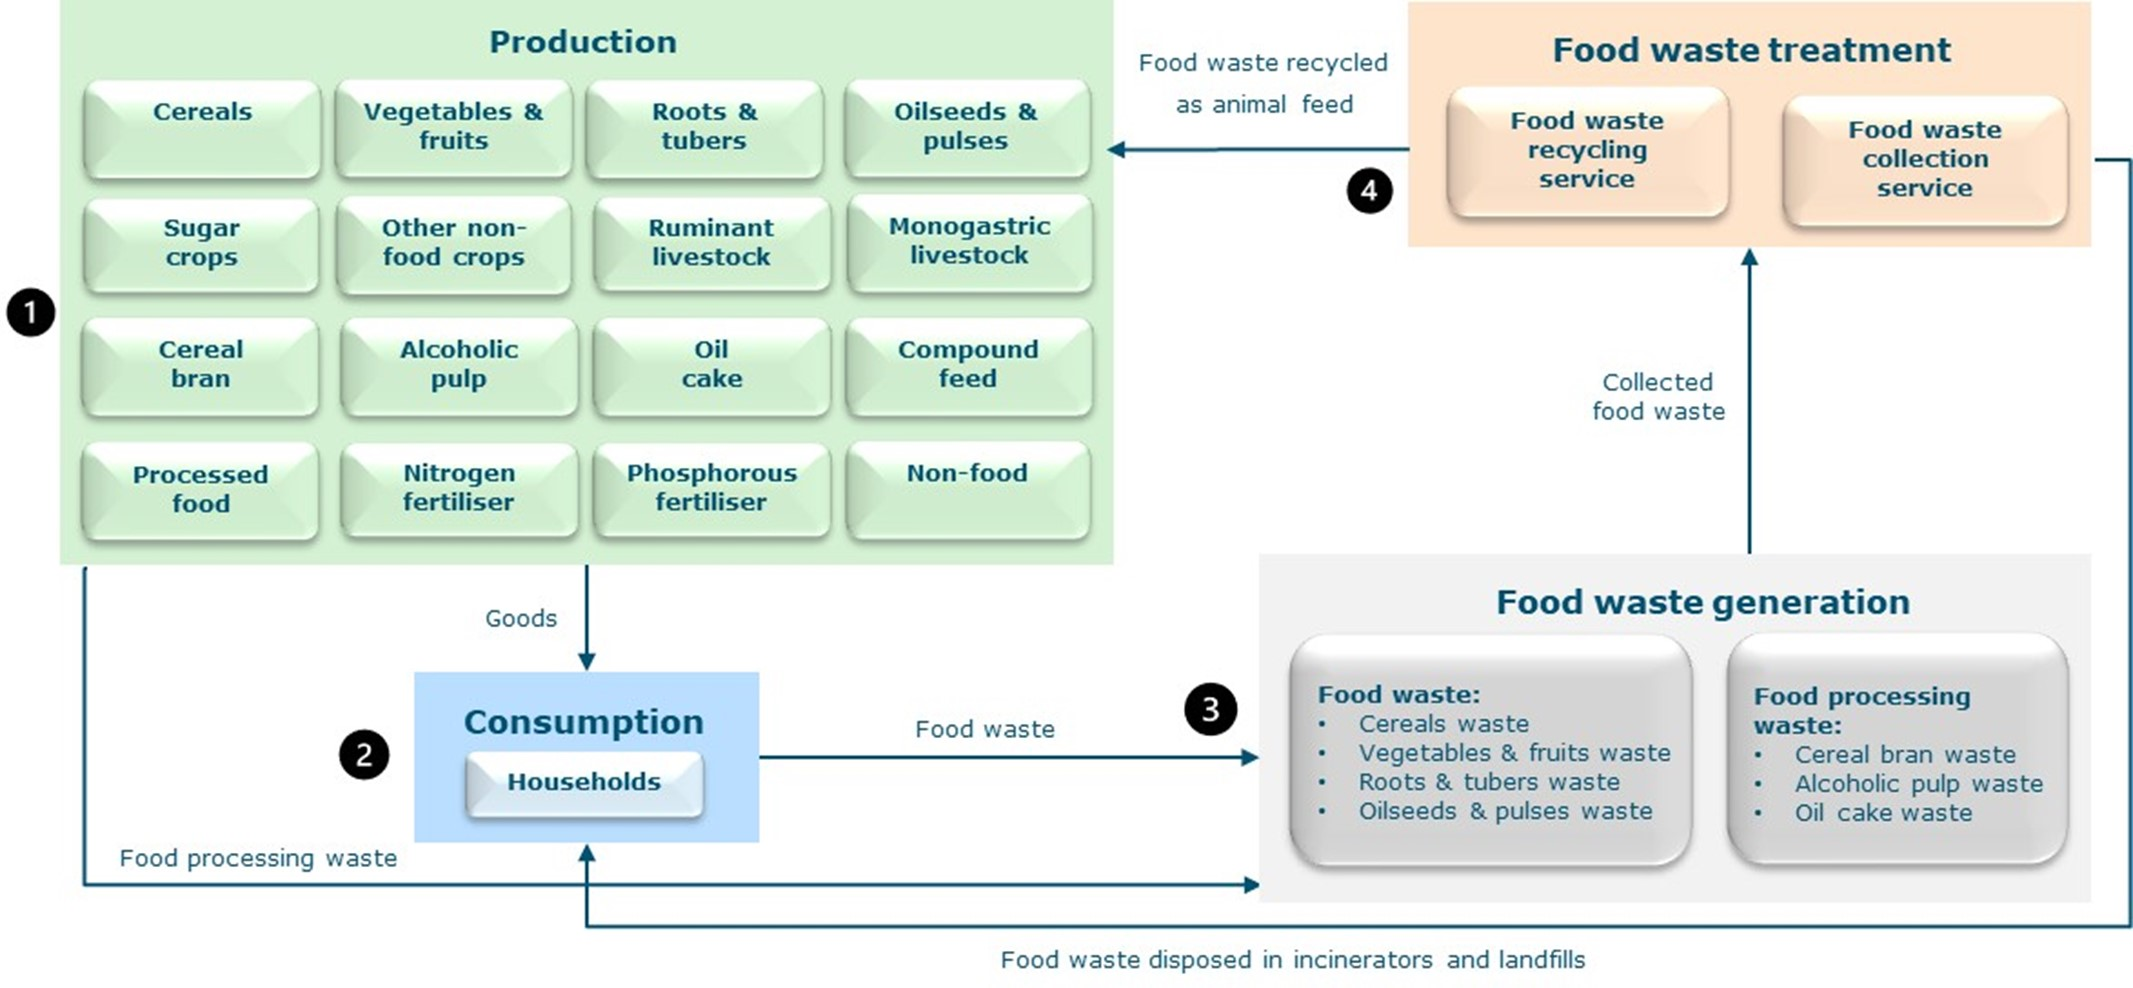 Production
Cereals
Vegetables &
fruits
Roots &
tubers
Oilseeds &
pulses
Sugar
crops
Other non-
food crops
Ruminant
livestock
Monogastric
livestock
Cereal
bran
Alcoholic
pulp
Oil
cake
Compound
feed
Processed
food
Nitrogen
fertiliser
Phosphorous
fertiliser
Non-food
1
Food waste recycled
as animal feed
4
Food waste treatment
Food waste
recycling
service
Food waste
collection
service
Collected
food waste
Goods
2
Consumption
Households
Food waste
Food processing waste
3
Food waste generation
Food waste:
• Cereals waste
• Vegetables & fruits waste
• Roots & tubers waste
• Oilseeds & pulses waste
Food processing
waste:
• Cereal bran waste
• Alcoholic pulp waste
• Oil cake waste
Food waste disposed in incinerators and landfills